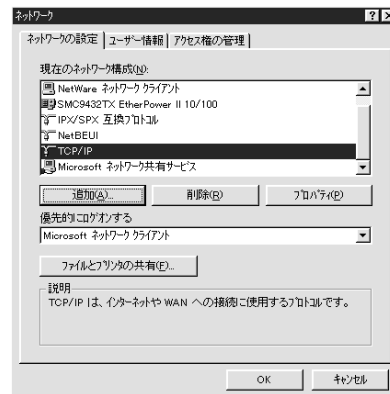 ネットワーク
ネットワークの設定 ユーザー情報 アクセス権の管理
現在のネットワーク構成(N):
NetWare ネットワーク クライアント
SMC9432TX EtherPower II 10/100
IPX/SPX 互換プロトコル
NetBEUI
TCP/IP
Microsoft ネットワーク共有サービス
追加(A)... 削除(R) プロパティ(P)
優先的にログオンする
Microsoft ネットワーク クライアント
ファイルとプリンタの共有(F)...
説明
TCP/IP は、インターネットや WAN への接続に使用するプロトコルです。
OK キャンセル